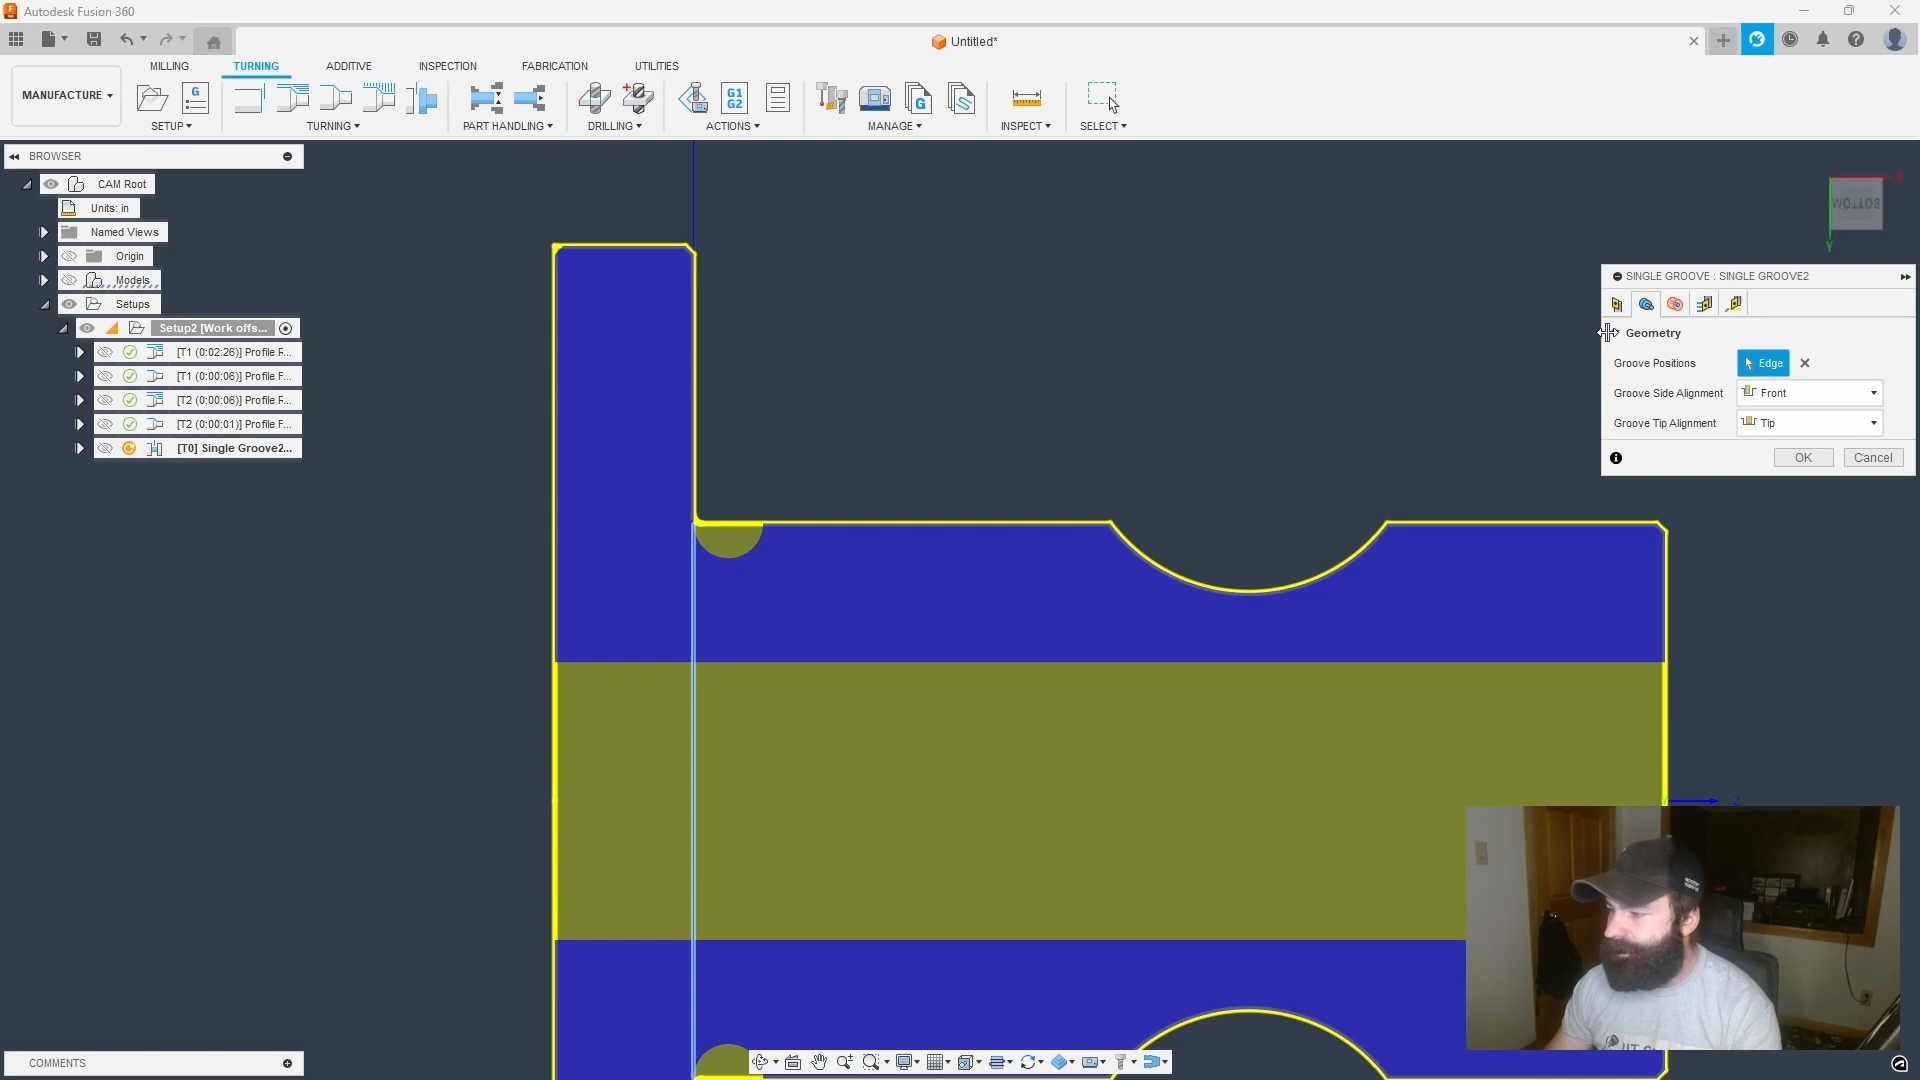 Autodesk Fusion 360
Untitled*
MILLING TURNING ADDITIVE INSPECTION FABRICATION UTILITIES
MANUFACTURE
G
G1
G2
G
SETUP TURNING PART HANDLING DRILLING ACTIONS MANAGE INSPECT SELECT
BROWSER
CAM Root
Units: in
Named Views
Origin
Models
Setups
Setup2 [Work offs...
[T1 (0:02:26)] Profile R...
[T1 (0:00:06)] Profile F...
[T2 (0:00:06)] Profile R...
[T2 (0:00:01)] Profile F...
[T0] Single Groove2...
BOTTOM
X
Y
SINGLE GROOVE : SINGLE GROOVE2
Geometry
Groove Positions Edge
Groove Side Alignment Front
Groove Tip Alignment Tip
OK Cancel
Z
COMMENTS